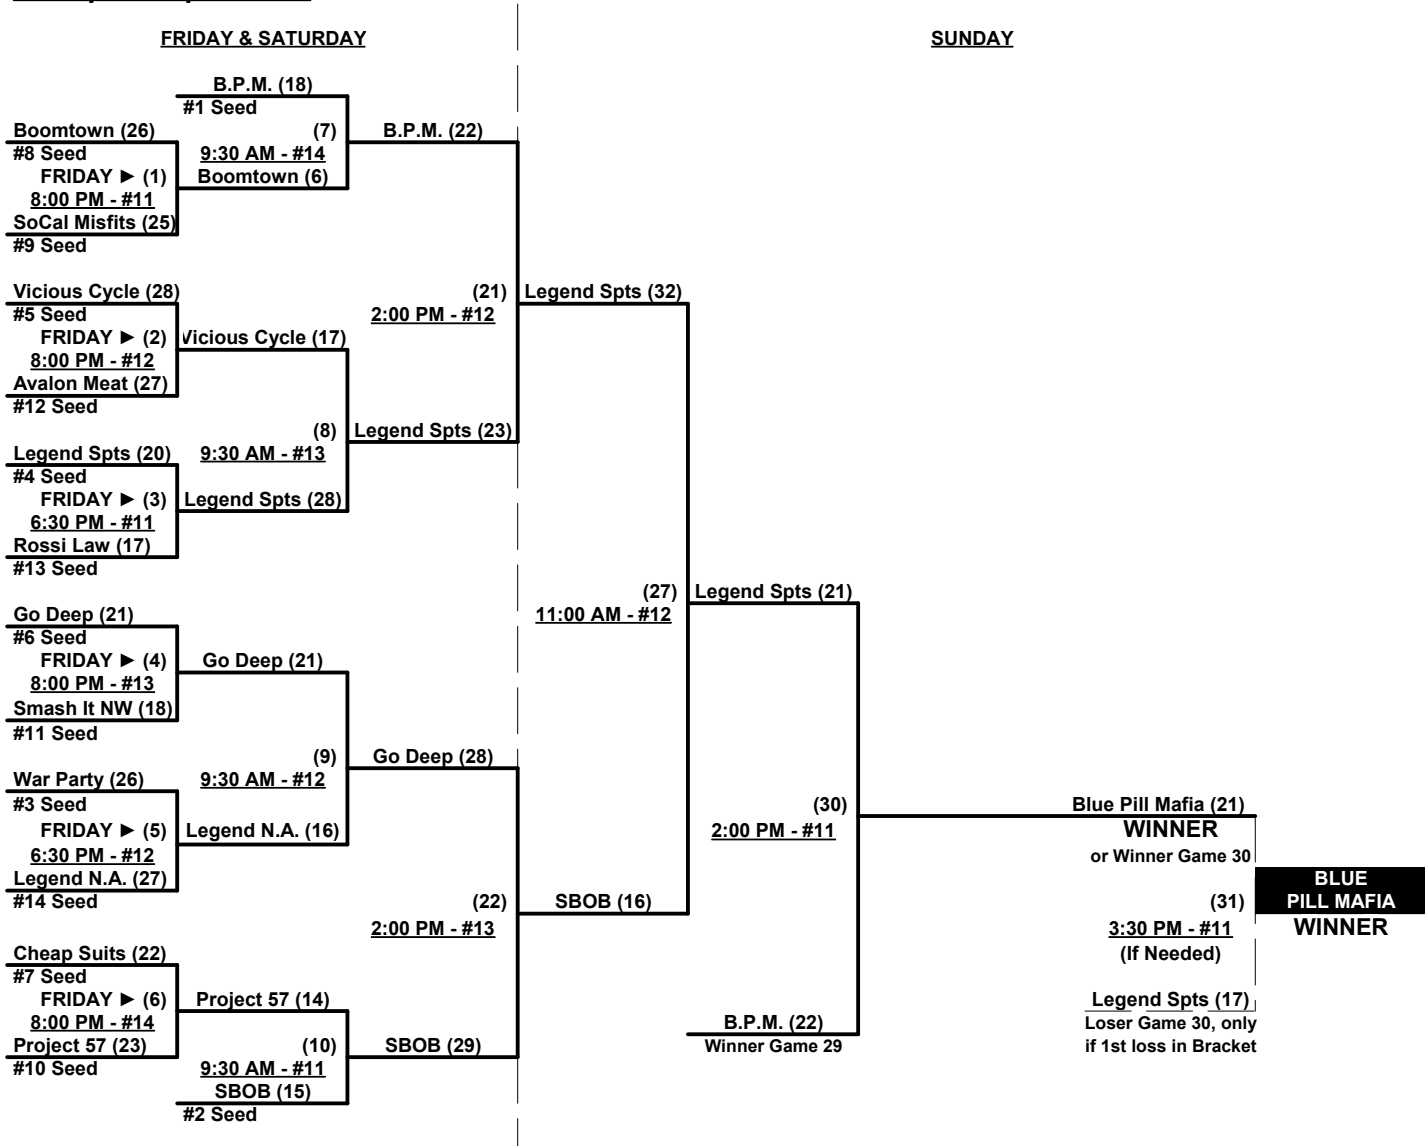 FRIDAY & SATURDAY
SUNDAY
B.P.M. (18)
#1 Seed
Boomtown (26)
(7)
B.P.M. (22)
#8 Seed
9:30 AM - #14
FRIDAY ► (1)
Boomtown (6)
8:00 PM - #11
SoCal Misfits (25)
#9 Seed
Vicious Cycle (28)
(21)
Legend Spts (32)
#5 Seed
2:00 PM - #12
FRIDAY ► (2)
Vicious Cycle (17)
8:00 PM - #12
Avalon Meat (27)
#12 Seed
(8)
Legend Spts (23)
Legend Spts (20)
9:30 AM - #13
#4 Seed
FRIDAY ► (3)
Legend Spts (28)
6:30 PM - #11
Rossi Law (17)
#13 Seed
(27)
Legend Spts (21)
Go Deep (21)
11:00 AM - #12
#6 Seed
FRIDAY ► (4)
Go Deep (21)
8:00 PM - #13
Smash It NW (18)
#11 Seed
(9)
Go Deep (28)
War Party (26)
9:30 AM - #12
#3 Seed
(30)
Blue Pill Mafia (21)
FRIDAY ► (5)
Legend N.A. (16)
2:00 PM - #11
WINNER
6:30 PM - #12
or Winner Game 30
Legend N.A. (27)
BLUE
#14 Seed
(22)
SBOB (16)
(31)
PILL MAFIA
2:00 PM - #13
3:30 PM - #11
WINNER
Cheap Suits (22)
(If Needed)
#7 Seed
FRIDAY ► (6)
Project 57 (14)
Legend Spts (17)
8:00 PM - #14
B.P.M. (22)
Loser Game 30, only
Project 57 (23)
(10)
SBOB (29)
Winner Game 29
if 1st loss in Bracket
#10 Seed
9:30 AM - #11
SBOB (15)
#2 Seed